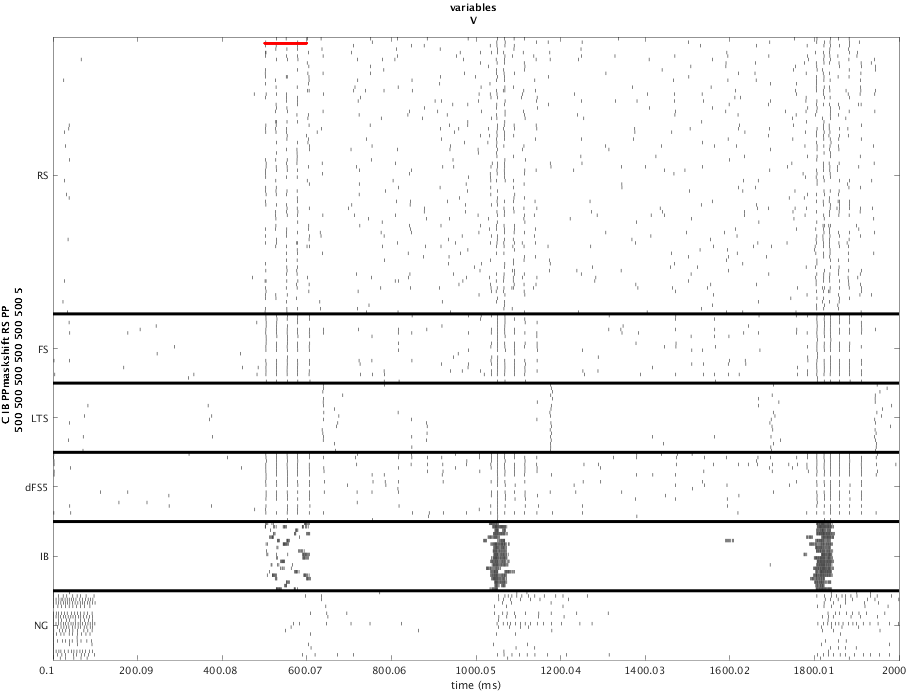 variables
V
C IB PPmaskshift RS PP
500 500 500 500 500 500 5
RS
FS
LTS
dFS5
IB
NG
0.1 200.09 400.08 600.07 800.06 1000.05 1200.04 1400.03 1600.02 1800.01 2000
time (ms)